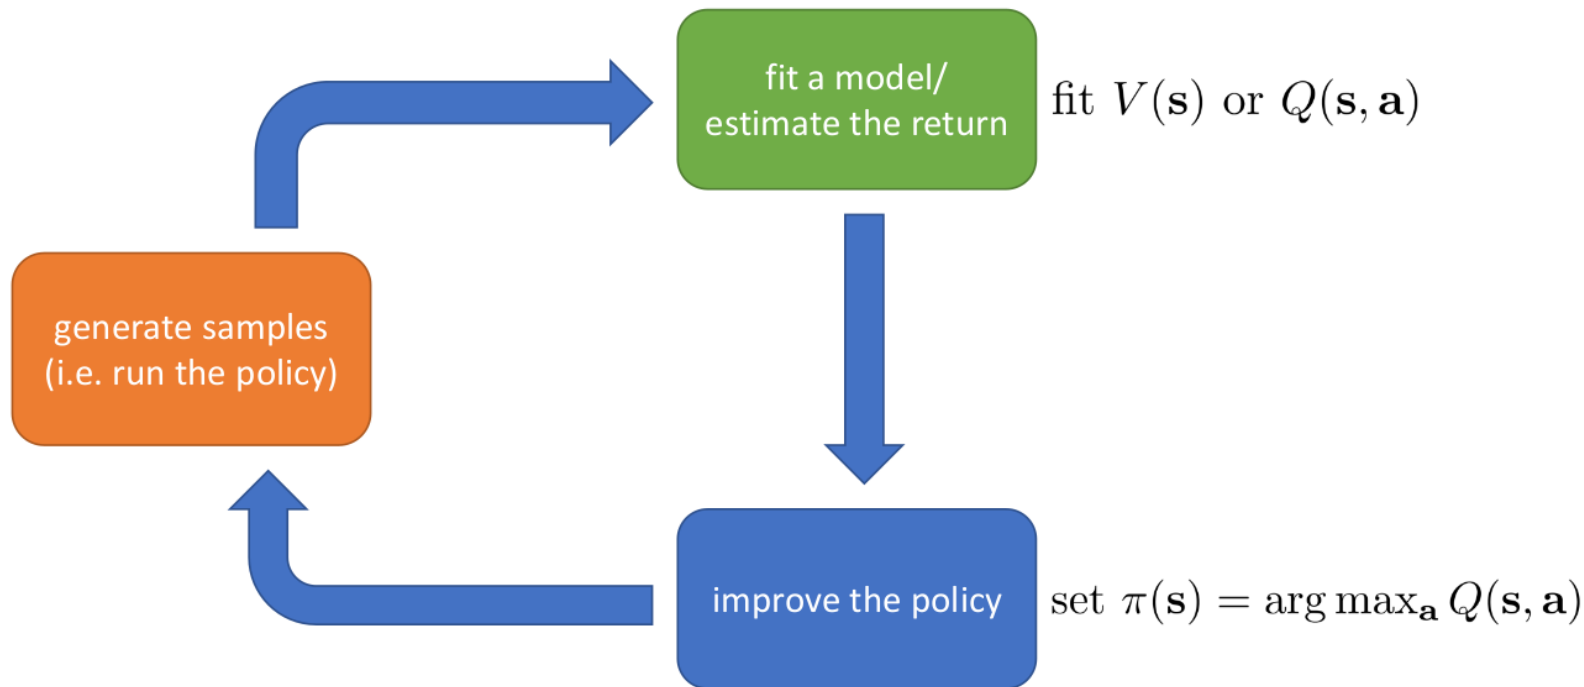 fit a model/
estimate the return
fit V(s) or Q(s, a)
generate samples
(i.e. run the policy)
improve the policy
set π(s) = arg maxₐ Q(s, a)